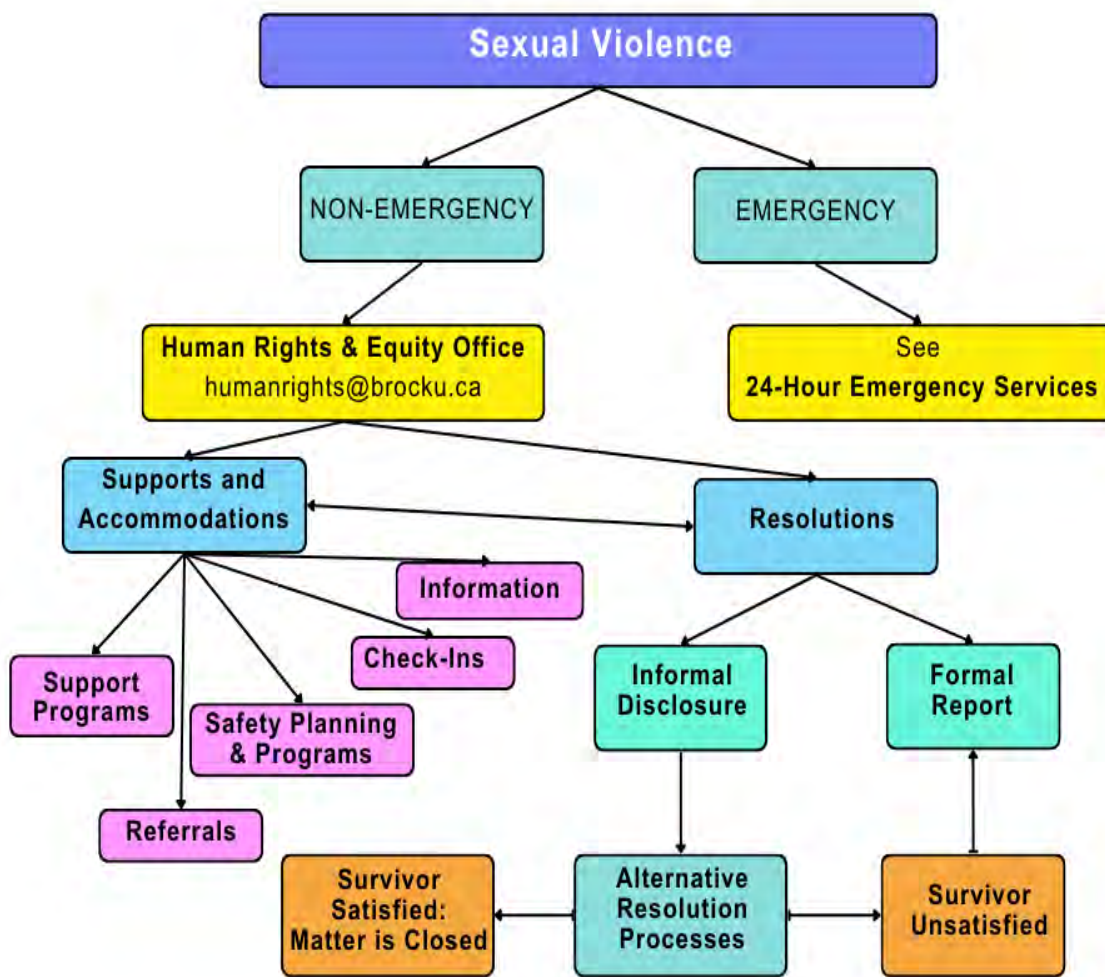 Sexual Violence
NON-EMERGENCY
EMERGENCY
Human Rights & Equity Office
humanrights@brocku.ca
See
24-Hour Emergency Services
Supports and
Accommodations
Resolutions
Information
Check-Ins
Support
Programs
Safety Planning
& Programs
Referrals
Informal
Disclosure
Formal
Report
Survivor
Satisfied:
Matter is Closed
Alternative
Resolution
Processes
Survivor
Unsatisfied